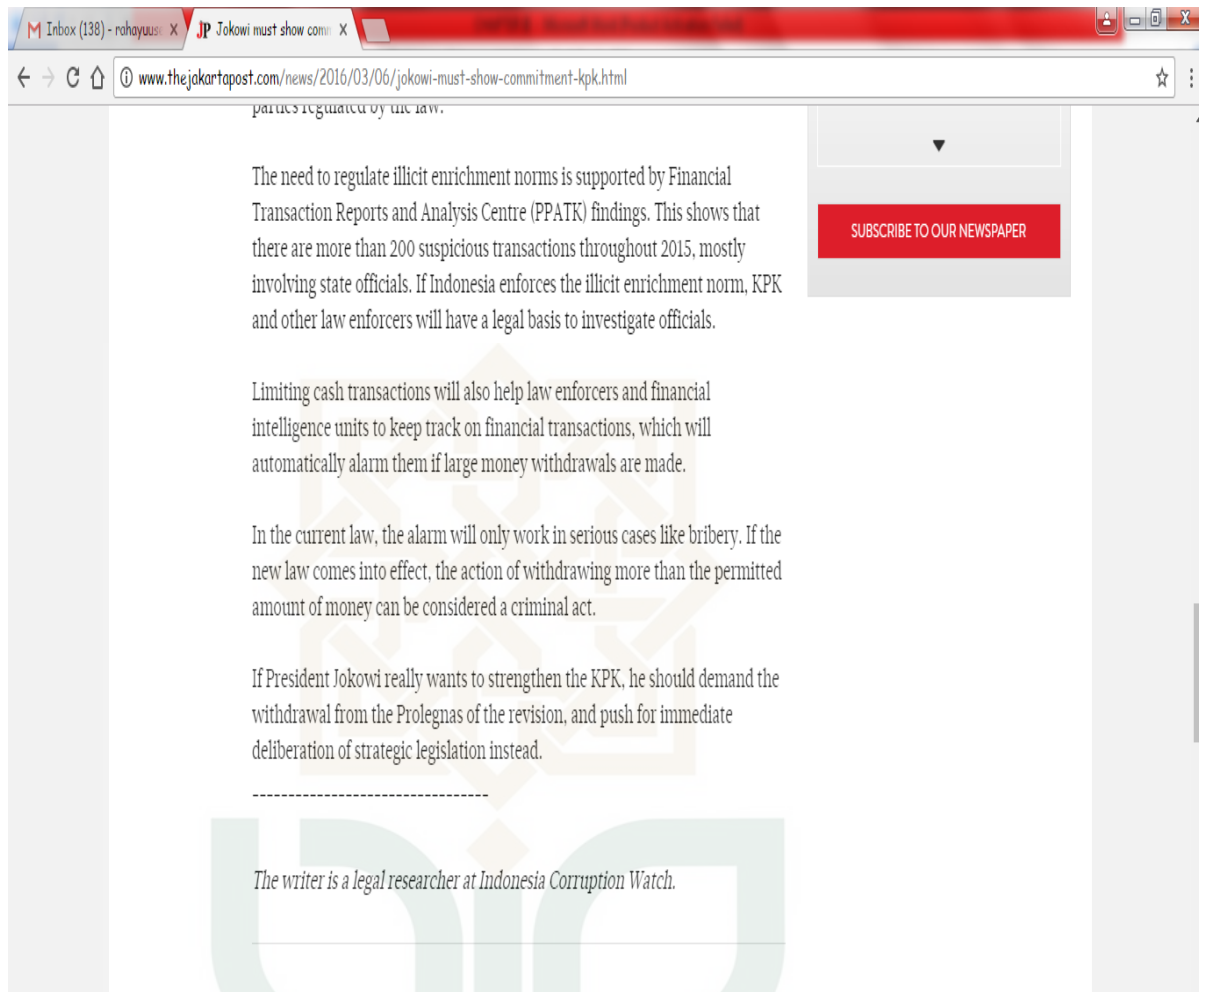 Inbox (138) - rahayuus
JP Jokowi must show com
www.thejakartapost.com/news/2016/03/06/jokowi-must-show-commitment-kpk.html
parties regulated by the law.
The need to regulate illicit enrichment norms is supported by Financial
Transaction Reports and Analysis Centre (PPATK) findings. This shows that
there are more than 200 suspicious transactions throughout 2015, mostly
involving state officials. If Indonesia enforces the illicit enrichment norm, KPK
and other law enforcers will have a legal basis to investigate officials.
Limiting cash transactions will also help law enforcers and financial
intelligence units to keep track on financial transactions, which will
automatically alarm them if large money withdrawals are made.
In the current law, the alarm will only work in serious cases like bribery. If the
new law comes into effect, the action of withdrawing more than the permitted
amount of money can be considered a criminal act.
If President Jokowi really wants to strengthen the KPK, he should demand the
withdrawal from the Prolegnas of the revision, and push for immediate
deliberation of strategic legislation instead.
---------------------------------
The writer is a legal researcher at Indonesia Corruption Watch.
SUBSCRIBE TO OUR NEWSPAPER